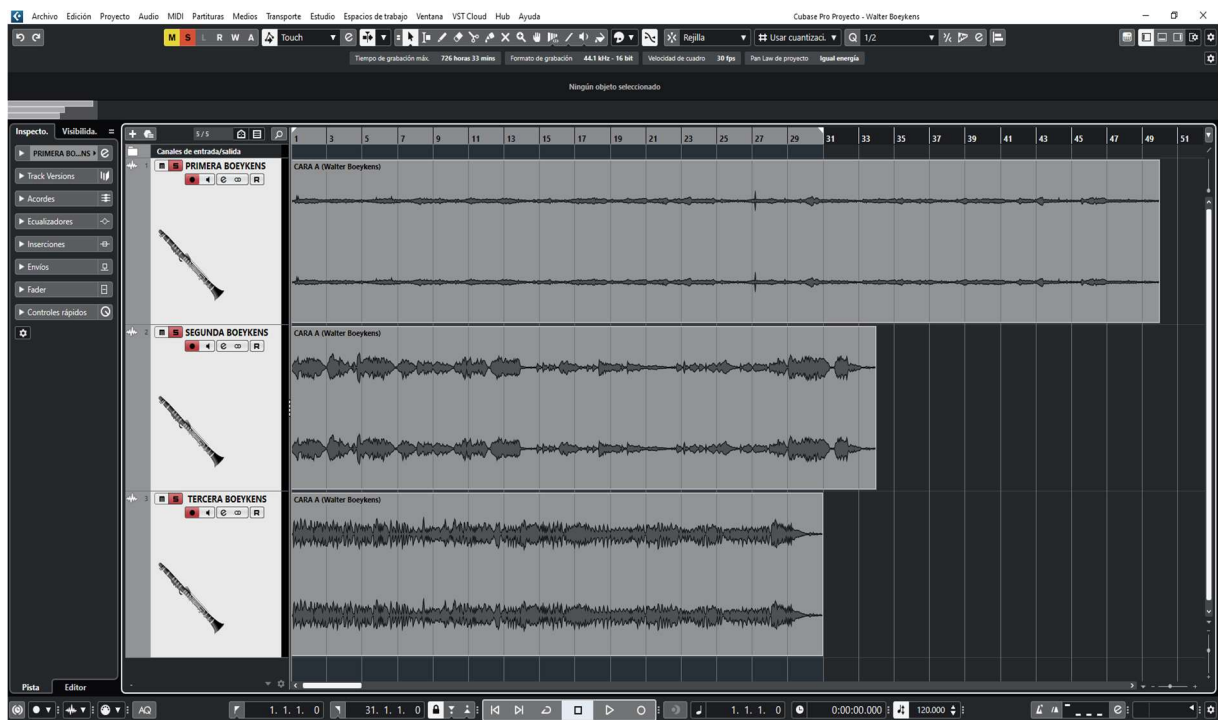 Archivo Edición Proyecto Audio MIDI Partituras Medios Transporte Estudio Espacios de trabajo Ventana VST Cloud Hub Ayuda Cubase Pro Proyecto - Walter Boeykens
M S L R W A Touch Rejilla Usar cuantizaci. Q 1/2
Tiempo de grabación máx. 726 horas 33 mins Formato de grabación 44.1 kHz - 16 bit Velocidad de cuadro 30 fps Pan Law de proyecto Igual energía
Ningún objeto seleccionado
Inspecto. Visibilida. 5/5 1 3 5 7 9 11 13 15 17 19 21 23 25 27 29 31 33 35 37 39 41 43 45 47 49 51
PRIMERA BO...NS
Track Versions
Acordes
Ecualizadores
Inserciones
Envíos
Fader
Controles rápidos
Canales de entrada/salida
1 m S PRIMERA BOEYKENS
R
CARA A (Walter Boeykens)
2 m S SEGUNDA BOEYKENS
R
CARA A (Walter Boeykens)
3 m S TERCERA BOEYKENS
R
CARA A (Walter Boeykens)
Pista Editor
AQ 1. 1. 1. 0 31. 1. 1. 0 1. 1. 1. 0 0:00:00.000 120.000